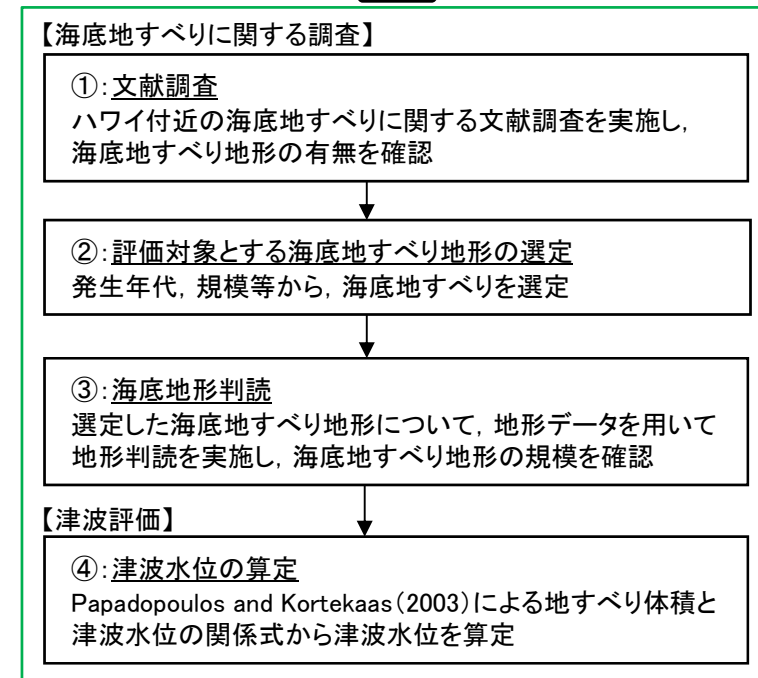 【海底地すべりに関する調査】
①：文献調査
ハワイ付近の海底地すべりに関する文献調査を実施し，
海底地すべり地形の有無を確認
②：評価対象とする海底地すべり地形の選定
発生年代，規模等から，海底地すべりを選定
③：海底地形判読
選定した海底地すべり地形について，地形データを用いて
地形判読を実施し，海底地すべり地形の規模を確認
【津波評価】
④：津波水位の算定
Papadopoulos and Kortekaas（2003）による地すべり体積と
津波水位の関係式から津波水位を算定